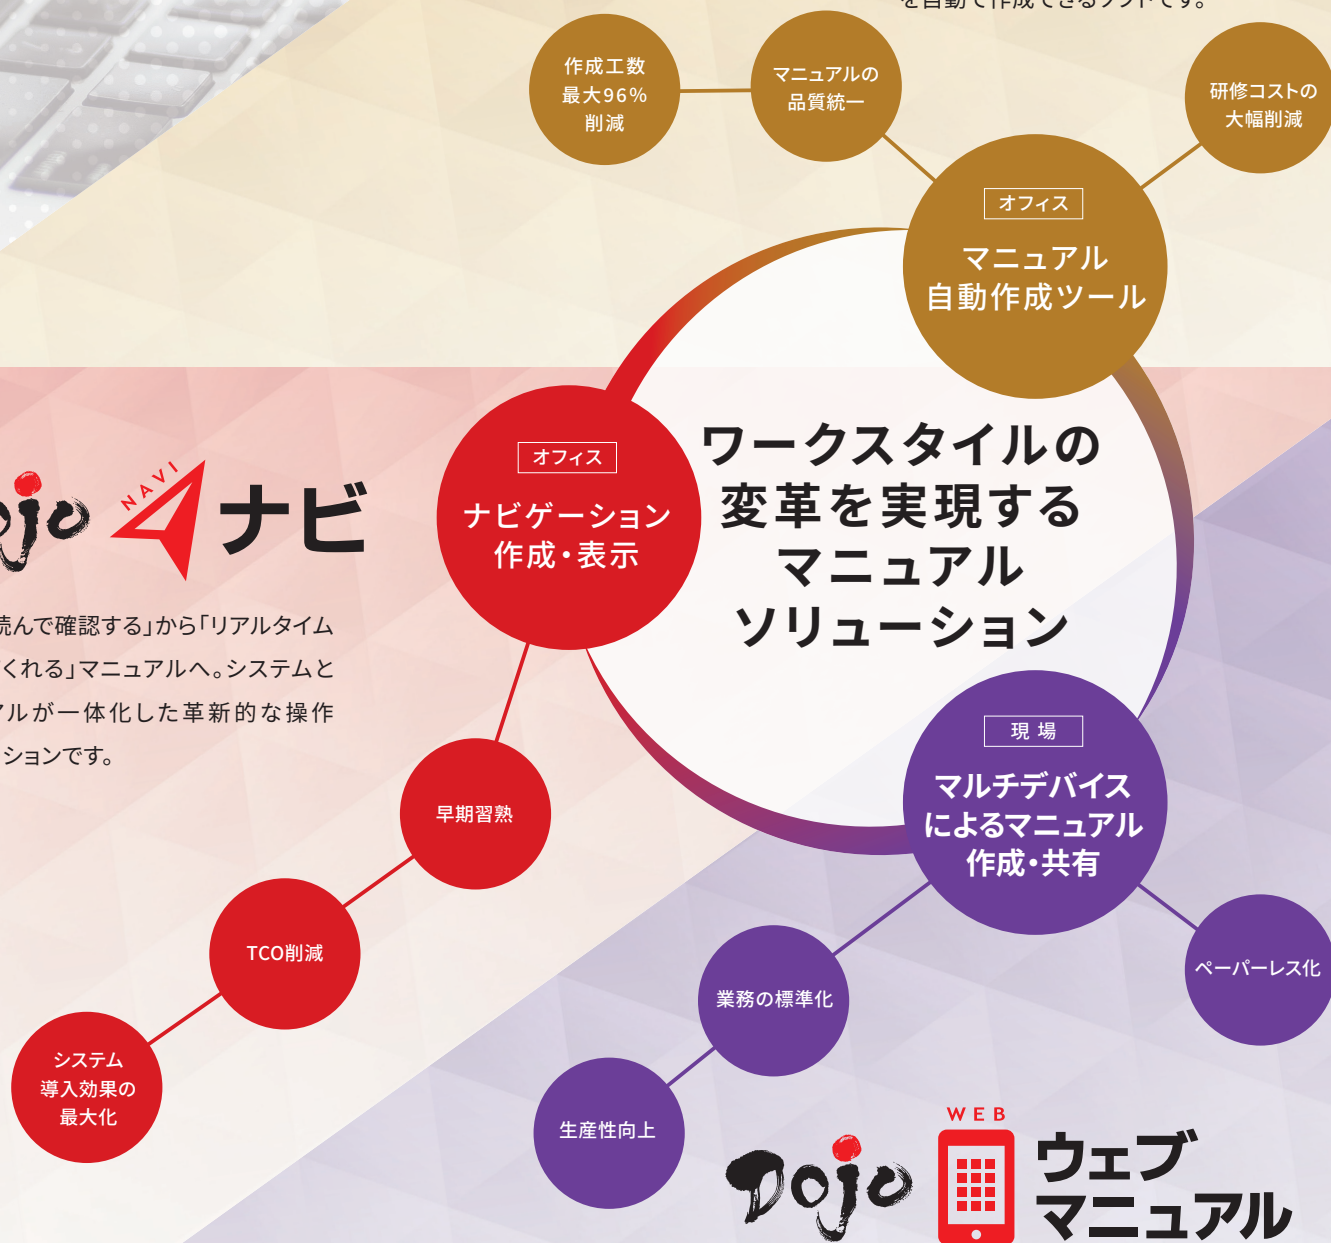 を自動で作成できるソフトです。
作成工数
最大96%
削減
マニュアルの
品質統一
研修コストの
大幅削減
オフィス
マニュアル
自動作成ツール
オフィス
ナビゲーション
作成・表示
ワークスタイルの
変革を実現する
マニュアル
ソリューション
ojo
NAVI
ナビ
読んで確認する」から「リアルタイム
くれる」マニュアルへ。システムと
アルが一体化した革新的な操作
ションです。
早期習熟
TCO削減
システム
導入効果の
最大化
現場
マルチデバイス
によるマニュアル
作成・共有
業務の標準化
生産性向上
ペーパーレス化
Dojo
WEB
ウェブ
マニュアル